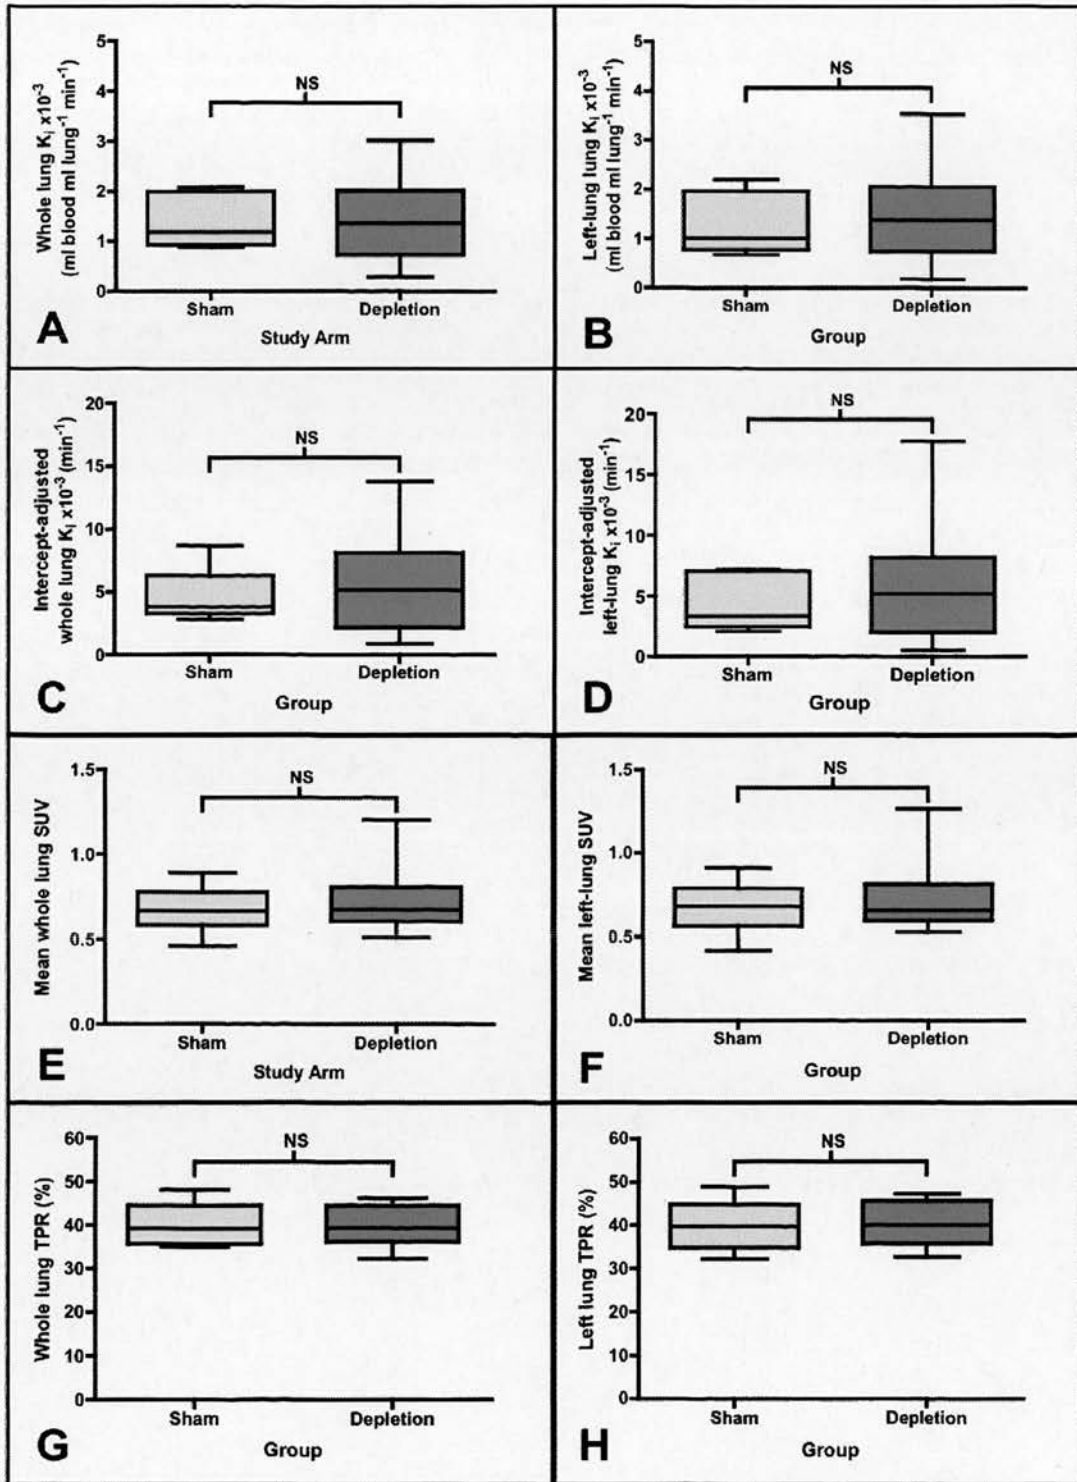 Whole lung Kᵢ x10⁻³
(ml blood ml lung⁻¹ min⁻¹)
5
4
3
2
1
0
NS
Sham
Depletion
Study Arm
A
Left-lung lung Kᵢ x10⁻³
(ml blood ml lung⁻¹ min⁻¹)
5
4
3
2
1
0
NS
Sham
Depletion
Group
B
Intercept-adjusted
whole lung Kᵢ x10⁻³ (min⁻¹)
20
15
10
5
0
NS
Sham
Depletion
Group
C
Intercept-adjusted
left-lung Kᵢ x10⁻³ (min⁻¹)
20
15
10
5
0
NS
Sham
Depletion
Group
D
Mean whole lung SUV
1.5
1.0
0.5
0.0
NS
Sham
Depletion
Study Arm
E
Mean left-lung SUV
1.5
1.0
0.5
0.0
NS
Sham
Depletion
Group
F
Whole lung TPR (%)
60
50
40
30
20
10
0
NS
Sham
Depletion
Group
G
Left lung TPR (%)
60
50
40
30
20
10
0
NS
Sham
Depletion
Group
H